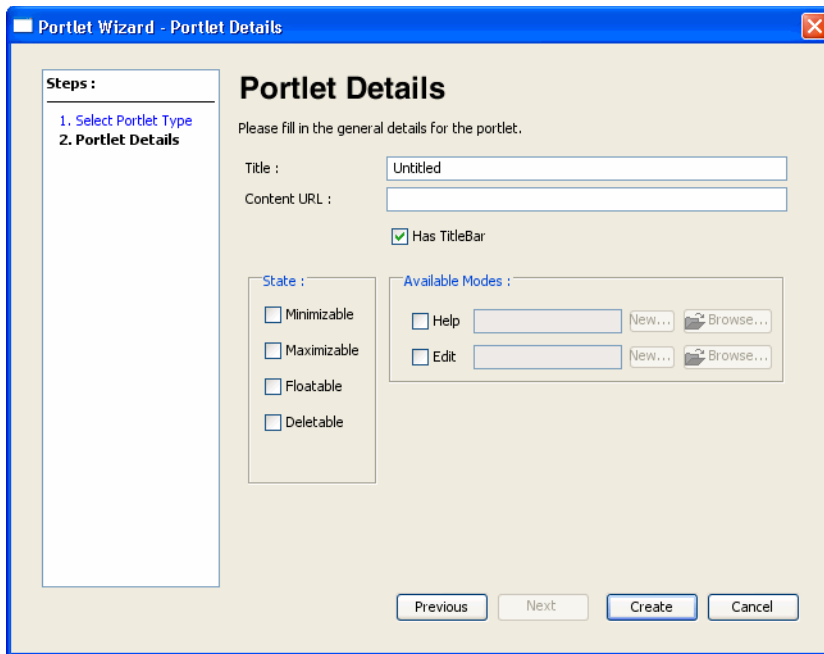 Portlet Wizard - Portlet Details
Steps :
1. Select Portlet Type
2. Portlet Details
Portlet Details
Please fill in the general details for the portlet.
Title : Untitled
Content URL :
Has TitleBar
State :
Minimizable
Maximizable
Floatable
Deletable
Available Modes :
Help New... Browse...
Edit New... Browse...
Previous Next Create Cancel